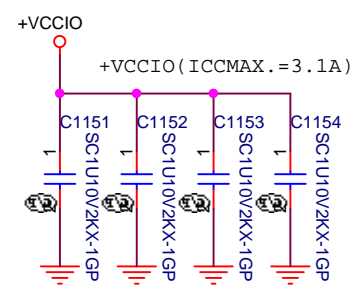 +VCCIO
+VCCIO(ICCMAX.=3.1A)
C1151
C1152
C1153
C1154
1
1
1
1
SC1U10V2KX-1GP
SC1U10V2KX-1GP
SC1U10V2KX-1GP
SC1U10V2KX-1GP